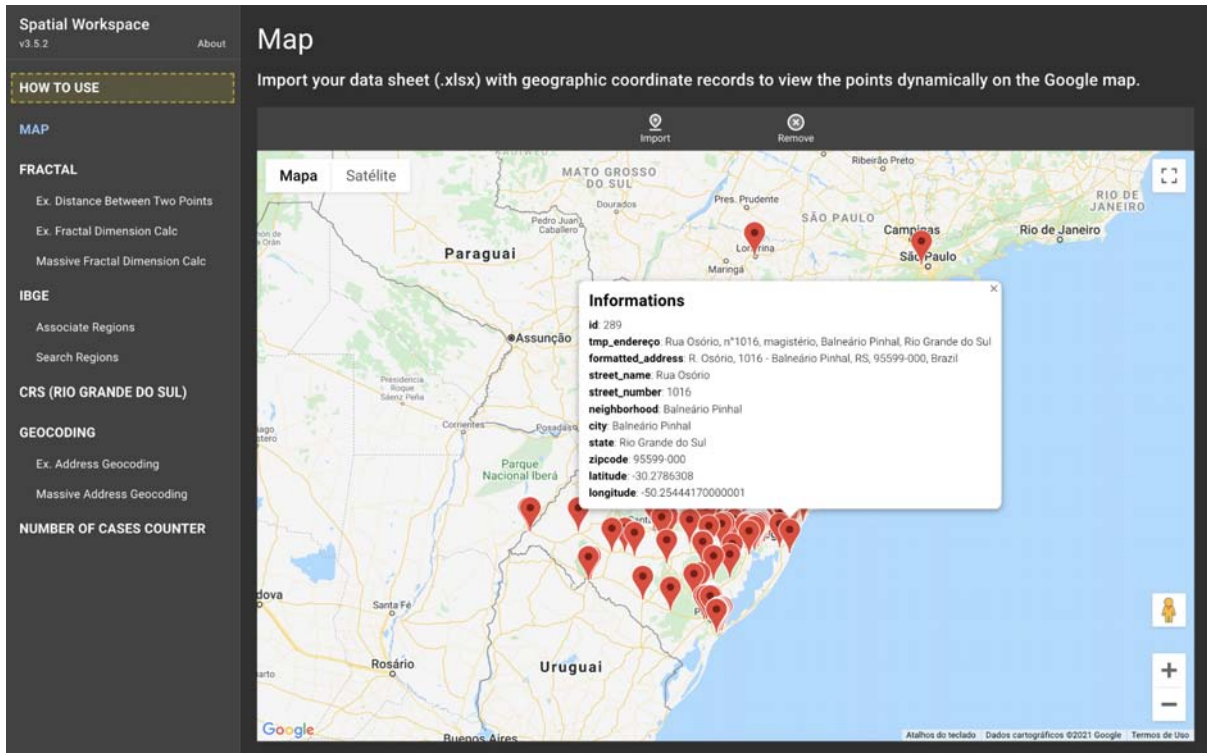 Spatial Workspace
v3.5.2
About
HOW TO USE
MAP
FRACTAL
Ex. Distance Between Two Points
Ex. Fractal Dimension Calc
Massive Fractal Dimension Calc
IBGE
Associate Regions
Search Regions
CRS (RIO GRANDE DO SUL)
GEOCODING
Ex. Address Geocoding
Massive Address Geocoding
NUMBER OF CASES COUNTER
Map
Import your data sheet (.xlsx) with geographic coordinate records to view the points dynamically on the Google map.
Import
Remove
Mapa
Satélite
MATO GROSSO
DO SUL
Ribeirão Preto
RIO DE
JANEIRO
Dourados
Pres. Prudente
Pedro Juan
Caballero
SÃO PAULO
Campinas
Rio de Janeiro
Paraguai
Maringá
São Paulo
Assunção
Presidencia
Roque
Sáenz Peña
Corrientes
Posadas
Parque
Nacional Iberá
Informations
id: 289
tmp_endereço: Rua Osório, n°1016, magistério, Balneário Pinhal, Rio Grande do Sul
formatted_address: R. Osório, 1016 - Balneário Pinhal, RS, 95599-000, Brazil
street_name: Rua Osório
street_number: 1016
neighborhood: Balneário Pinhal
city: Balneário Pinhal
state: Rio Grande do Sul
zipcode: 95599-000
latitude: -30.2786308
longitude: -50.25444170000001
Santa Fé
Rosário
Uruguai
Buenos Aires
Google
Atalhos do teclado
Dados cartográficos ©2021 Google
Termos de Uso